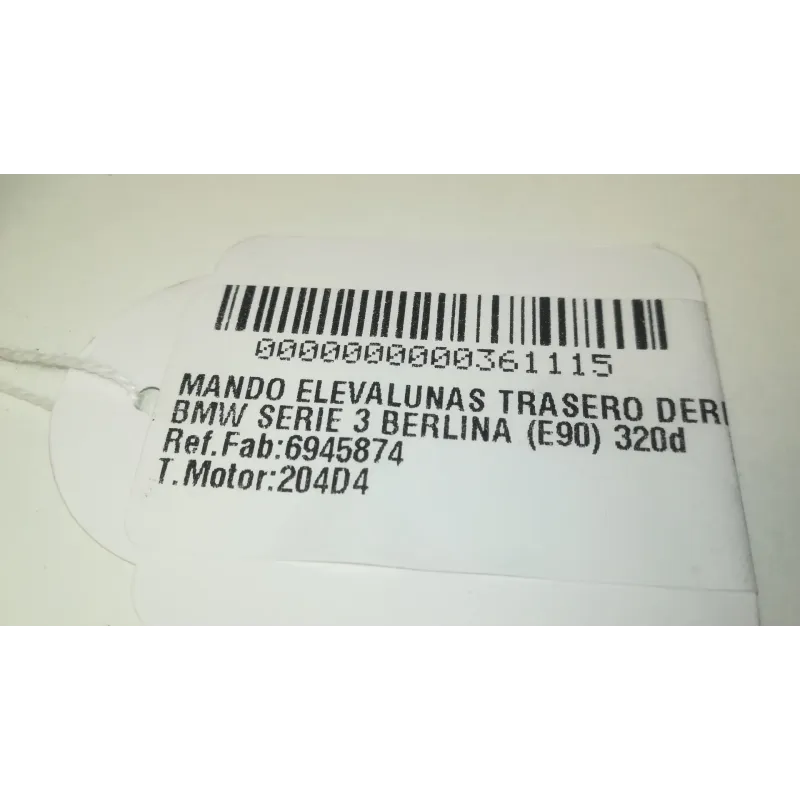 0000000000361115
MANDO ELEVALUNAS TRASERO DER
BMW SERIE 3 BERLINA (E90) 320d
Ref.Fab:6945874
T.Motor:204D4